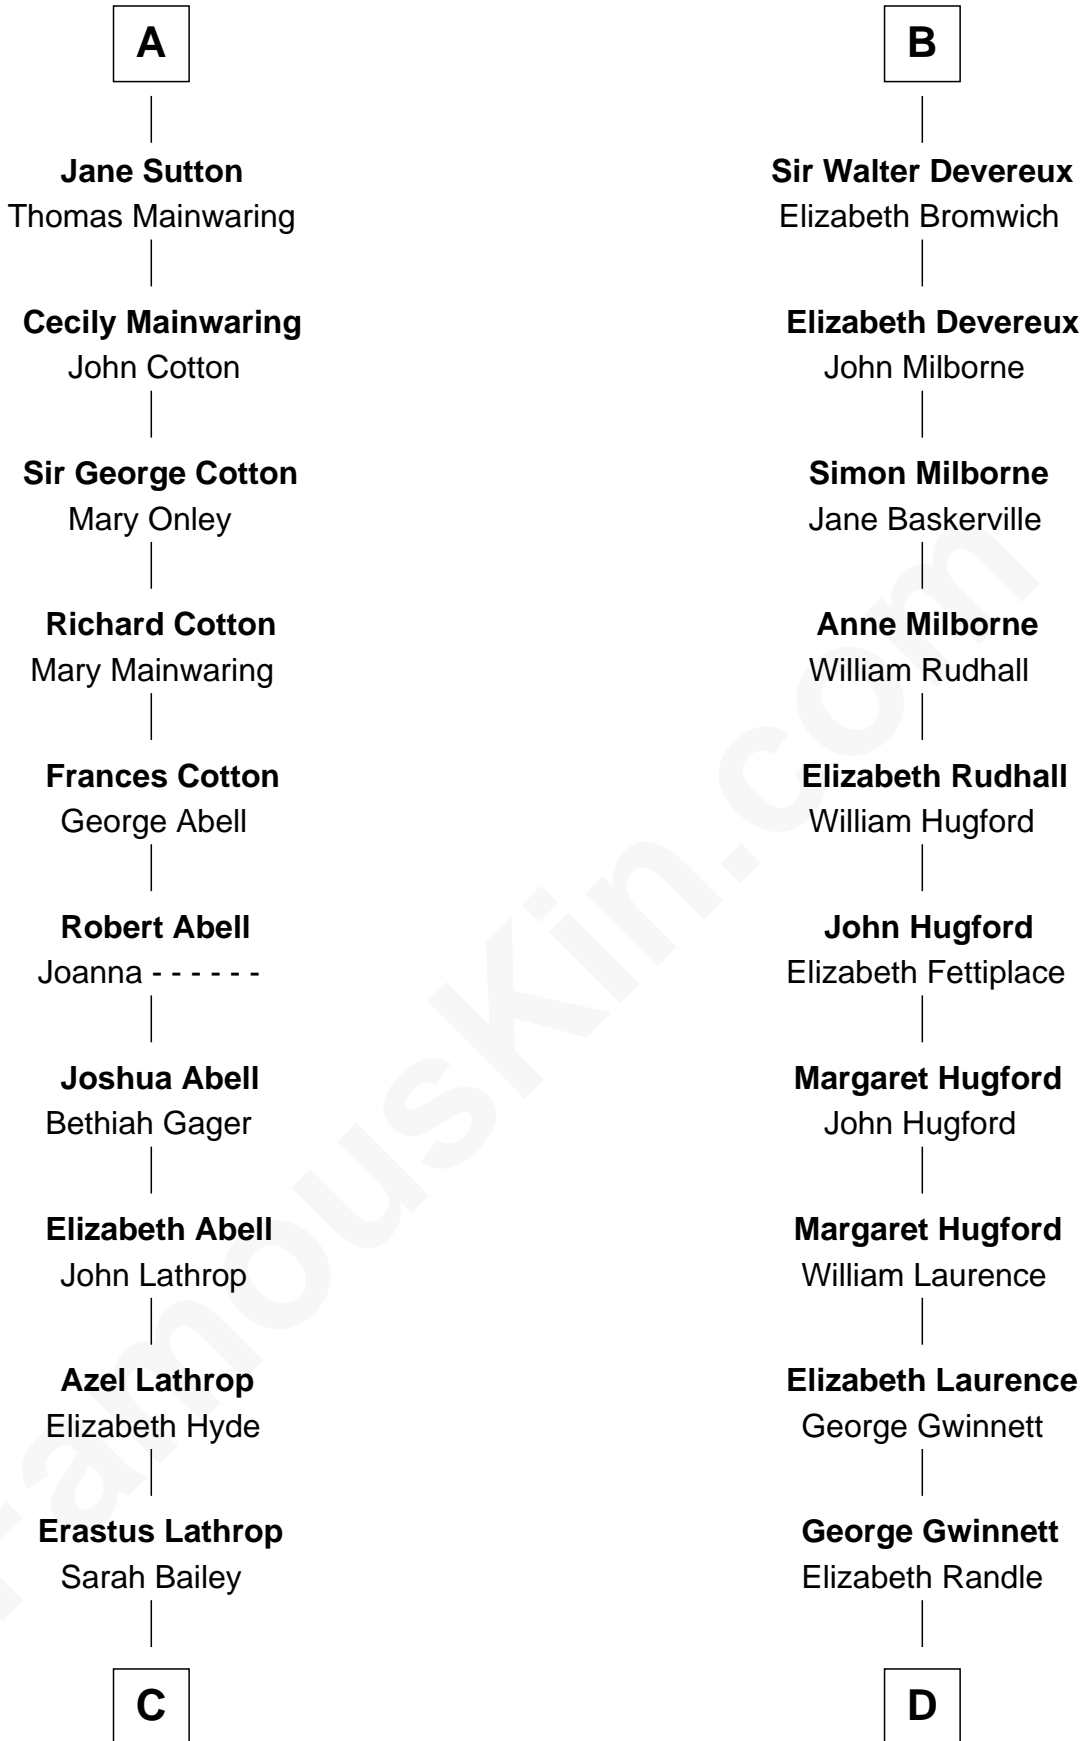 A
Jane Sutton
Thomas Mainwaring
Cecily Mainwaring
John Cotton
Sir George Cotton
Mary Onley
Richard Cotton
Mary Mainwaring
Frances Cotton
George Abell
Robert Abell
Joanna - - - - - -
Joshua Abell
Bethiah Gager
Elizabeth Abell
John Lathrop
Azel Lathrop
Elizabeth Hyde
Erastus Lathrop
Sarah Bailey
C
B
Sir Walter Devereux
Elizabeth Bromwich
Elizabeth Devereux
John Milborne
Simon Milborne
Jane Baskerville
Anne Milborne
William Rudhall
Elizabeth Rudhall
William Hugford
John Hugford
Elizabeth Fettiplace
Margaret Hugford
John Hugford
Margaret Hugford
William Laurence
Elizabeth Laurence
George Gwinnett
George Gwinnett
Elizabeth Randle
D
FamousKin.com